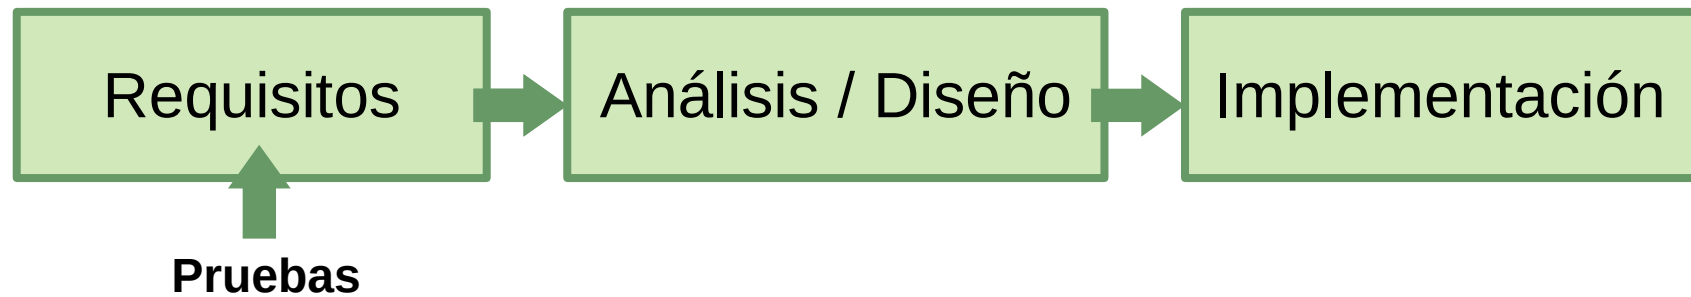 Requisitos
Análisis / Diseño
Implementación
Pruebas